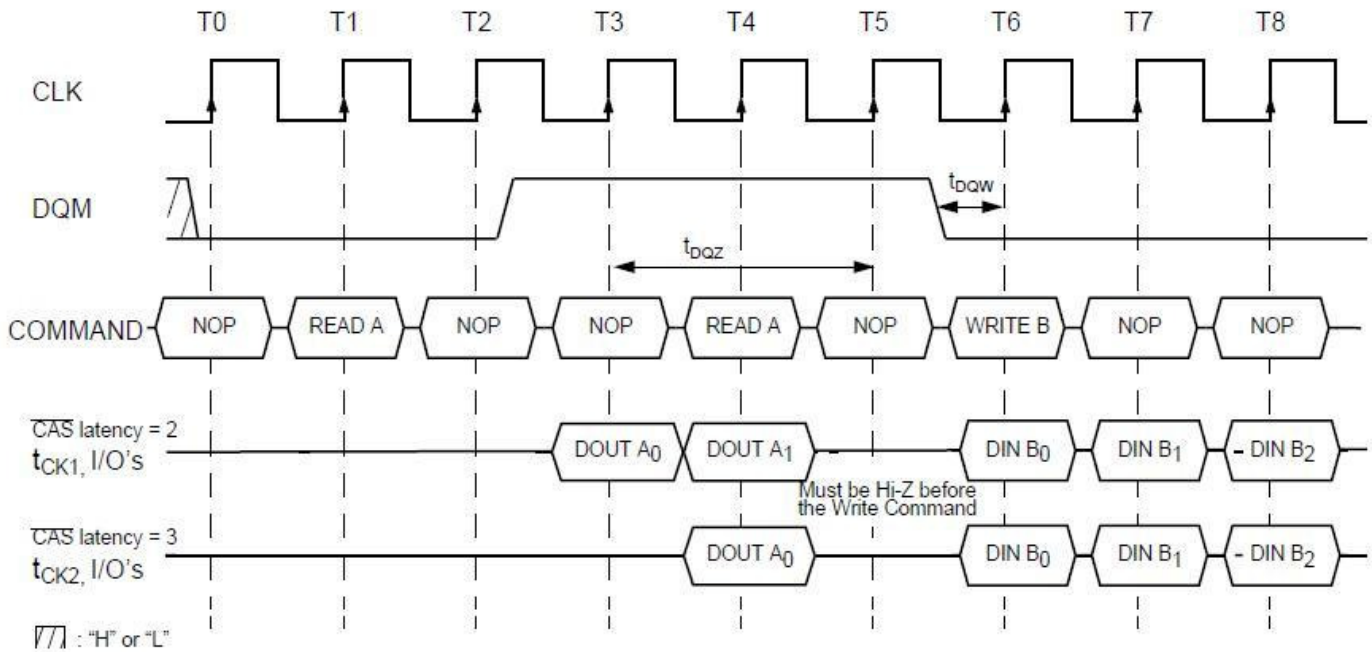 T0 T1 T2 T3 T4 T5 T6 T7 T8
CLK
DQM
tDQW
tDQZ
COMMAND NOP READ A NOP NOP READ A NOP WRITE B NOP NOP
CAS latency = 2
tCK1, I/O's
DOUT A0 DOUT A1 DIN B0 DIN B1 - DIN B2
Must be Hi-Z before
the Write Command
CAS latency = 3
tCK2, I/O's
DOUT A0 DIN B0 DIN B1 - DIN B2
: “H” or “L”